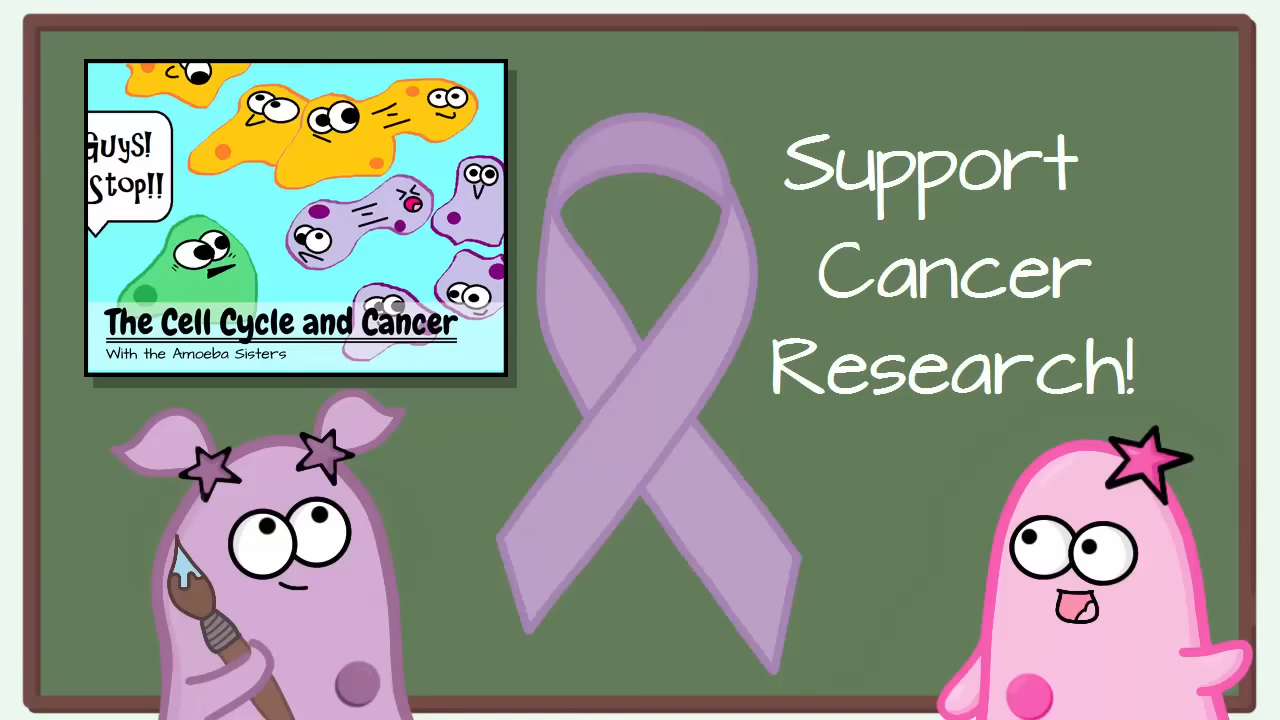 Guys!
Stop!!
The Cell Cycle and Cancer
With the Amoeba Sisters
Support
Cancer
Research!